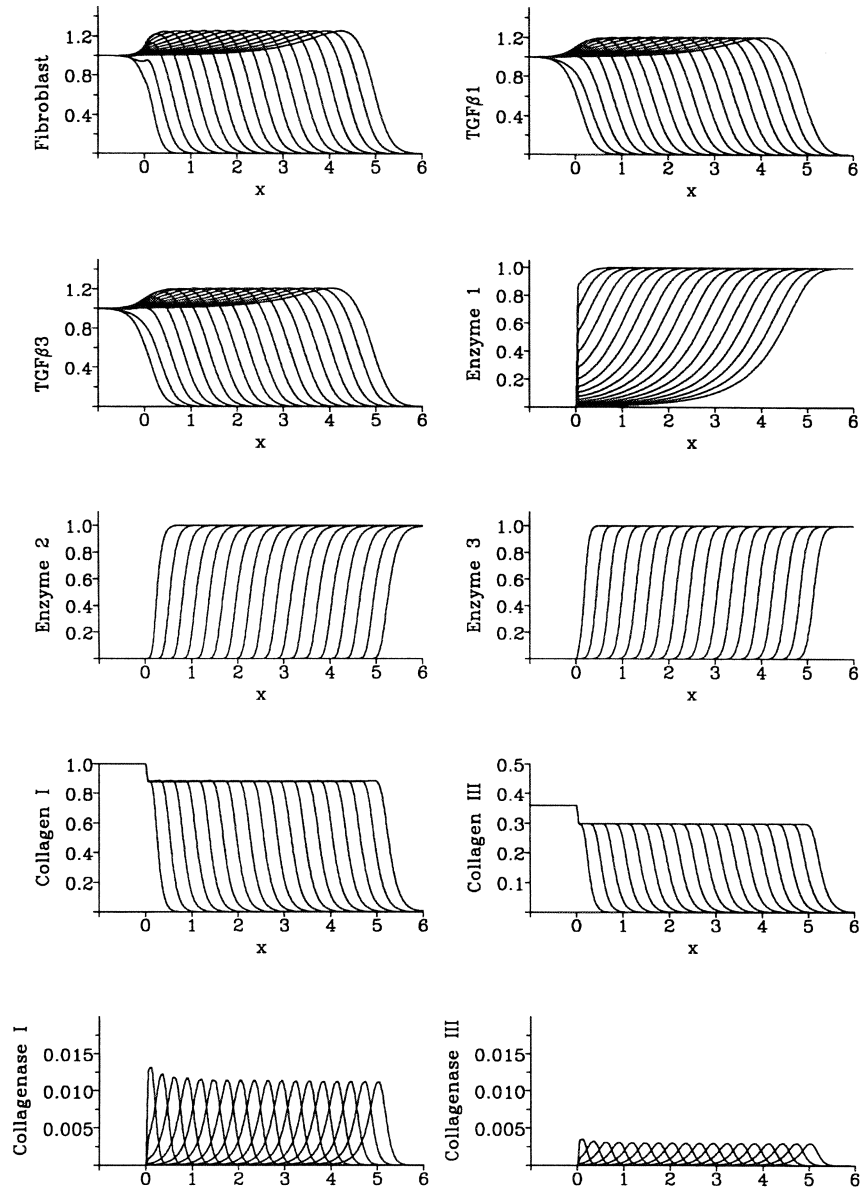 Fibroblast
1.2
0.8
0.4
0 1 2 3 4 5 6
x
TGFβ1
1.2
0.8
0.4
0 1 2 3 4 5 6
x
TGFβ3
1.2
0.8
0.4
0 1 2 3 4 5 6
x
Enzyme 1
1.0
0.8
0.6
0.4
0.2
0 1 2 3 4 5 6
x
Enzyme 2
1.0
0.8
0.6
0.4
0.2
0 1 2 3 4 5 6
x
Enzyme 3
1.0
0.8
0.6
0.4
0.2
0 1 2 3 4 5 6
x
Collagen I
1.0
0.8
0.6
0.4
0.2
0 1 2 3 4 5 6
x
Collagen III
0.5
0.4
0.3
0.2
0.1
0 1 2 3 4 5 6
x
Collagenase I
0.015
0.010
0.005
0 1 2 3 4 5 6
Collagenase III
0.015
0.010
0.005
0 1 2 3 4 5 6